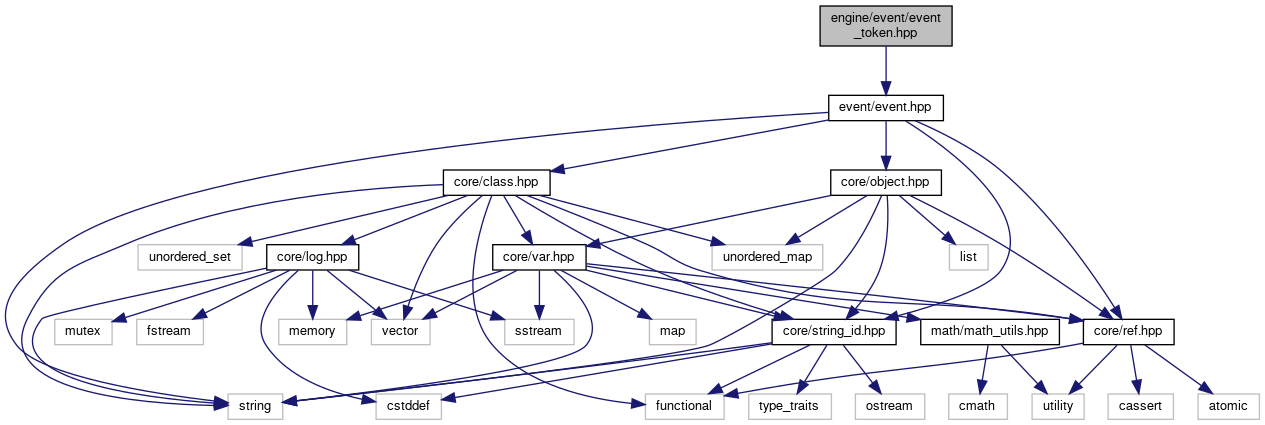 engine/event/event
_token.hpp
event/event.hpp
core/class.hpp
core/object.hpp
unordered_set
core/log.hpp
core/var.hpp
unordered_map
list
mutex
fstream
memory
vector
sstream
map
core/string_id.hpp
math/math_utils.hpp
core/ref.hpp
string
cstddef
functional
type_traits
ostream
cmath
utility
cassert
atomic